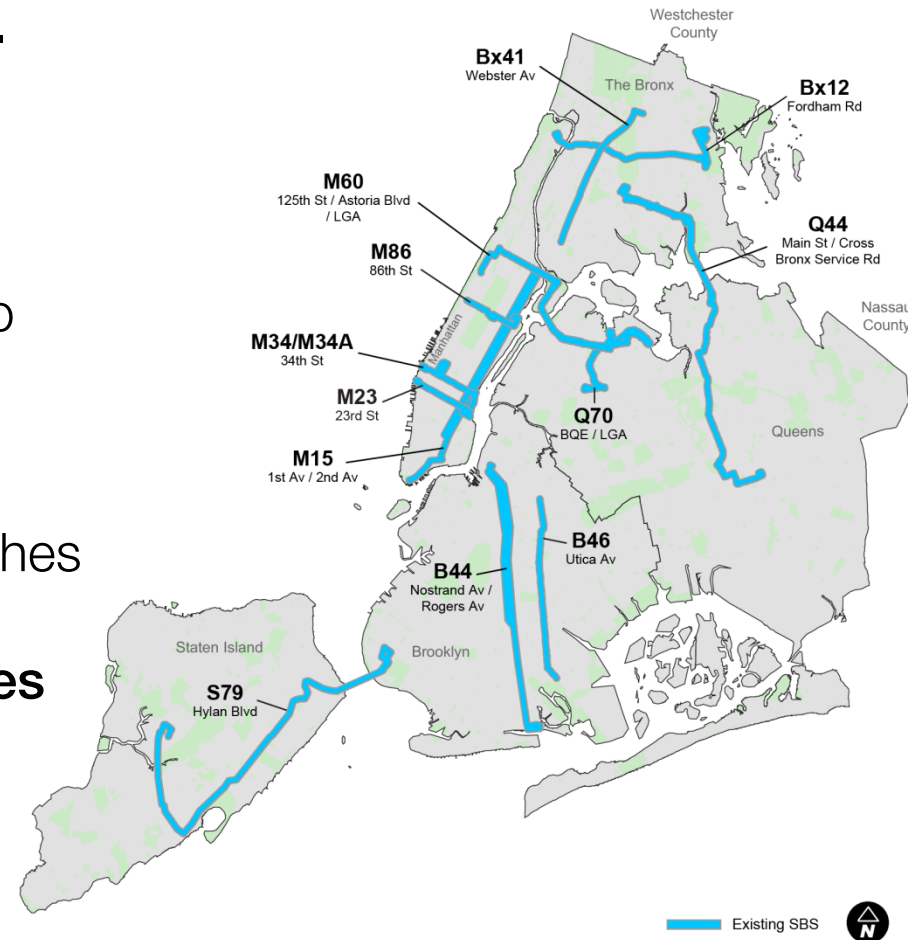 Westchester
County
Bx41
Webster Av
The Bronx
Bx12
Fordham Rd
M60
125th St / Astoria Blvd
/ LGA
M86
86th St
Q44
Main St / Cross
Bronx Service Rd
Nassau
County
Manhattan
M34/M34A
34th St
M23
23rd St
Q70
BQE / LGA
Queens
M15
1st Av / 2nd Av
hes
B46
Utica Av
B44
Nostrand Av /
Rogers Av
Staten Island
Brooklyn
es
S79
Hylan Blvd
Existing SBS
N